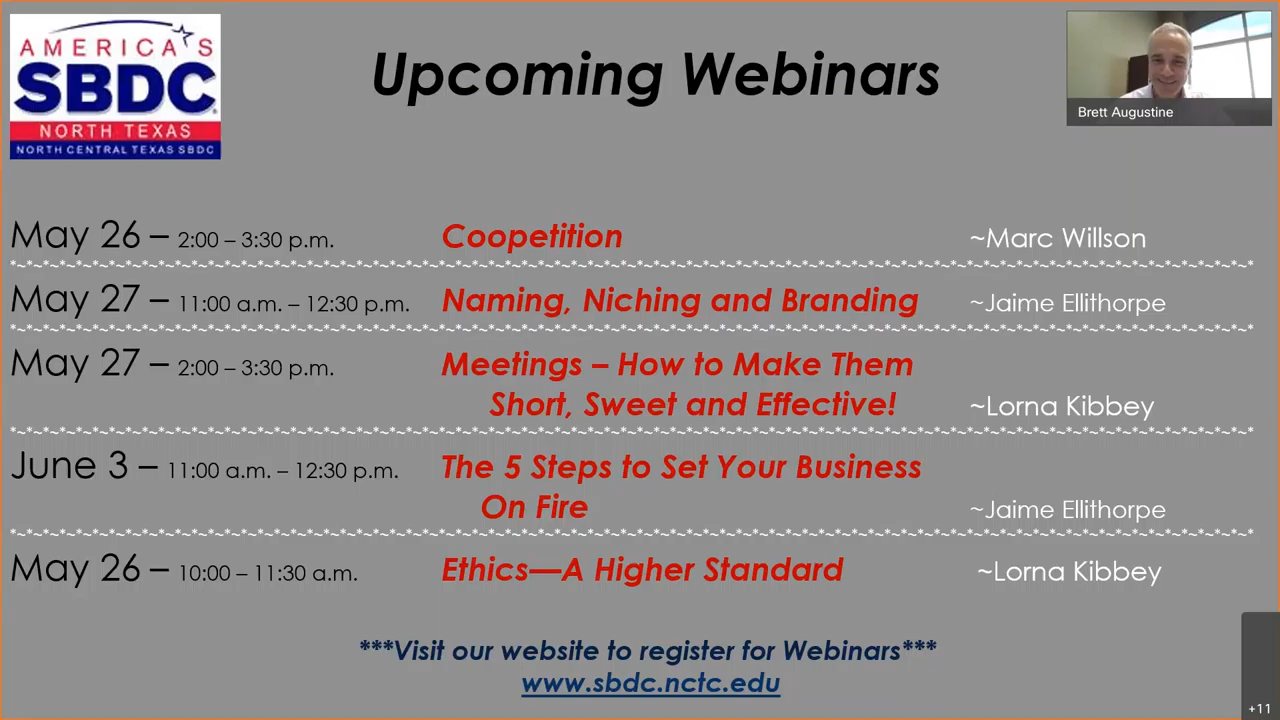 AMERICA'S
SBDC
NORTH TEXAS
NORTH CENTRAL TEXAS SBDC
Upcoming Webinars
Brett Augustine
May 26 – 2:00 – 3:30 p.m. Coopetition ~Marc Willson
*~*~*~*~*~*~*~*~*~*~*~*~*~*~*~*~*~*~*~*~*~*~*~*~*~*~*~*~*~*~*~*~*~*~*~*~*~*~*~*~*~*~*~*~*~*~*~*~*~*~*
May 27 – 11:00 a.m. – 12:30 p.m. Naming, Niching and Branding ~Jaime Ellithorpe
*~*~*~*~*~*~*~*~*~*~*~*~*~*~*~*~*~*~*~*~*~*~*~*~*~*~*~*~*~*~*~*~*~*~*~*~*~*~*~*~*~*~*~*~*~*~*~*~*~*~*
May 27 – 2:00 – 3:30 p.m. Meetings – How to Make Them
Short, Sweet and Effective! ~Lorna Kibbey
*~*~*~*~*~*~*~*~*~*~*~*~*~*~*~*~*~*~*~*~*~*~*~*~*~*~*~*~*~*~*~*~*~*~*~*~*~*~*~*~*~*~*~*~*~*~*~*~*~*~*
June 3 – 11:00 a.m. – 12:30 p.m. The 5 Steps to Set Your Business
On Fire ~Jaime Ellithorpe
*~*~*~*~*~*~*~*~*~*~*~*~*~*~*~*~*~*~*~*~*~*~*~*~*~*~*~*~*~*~*~*~*~*~*~*~*~*~*~*~*~*~*~*~*~*~*~*~*~*~*
May 26 – 10:00 – 11:30 a.m. Ethics—A Higher Standard ~Lorna Kibbey
***Visit our website to register for Webinars***
www.sbdc.nctc.edu
+11